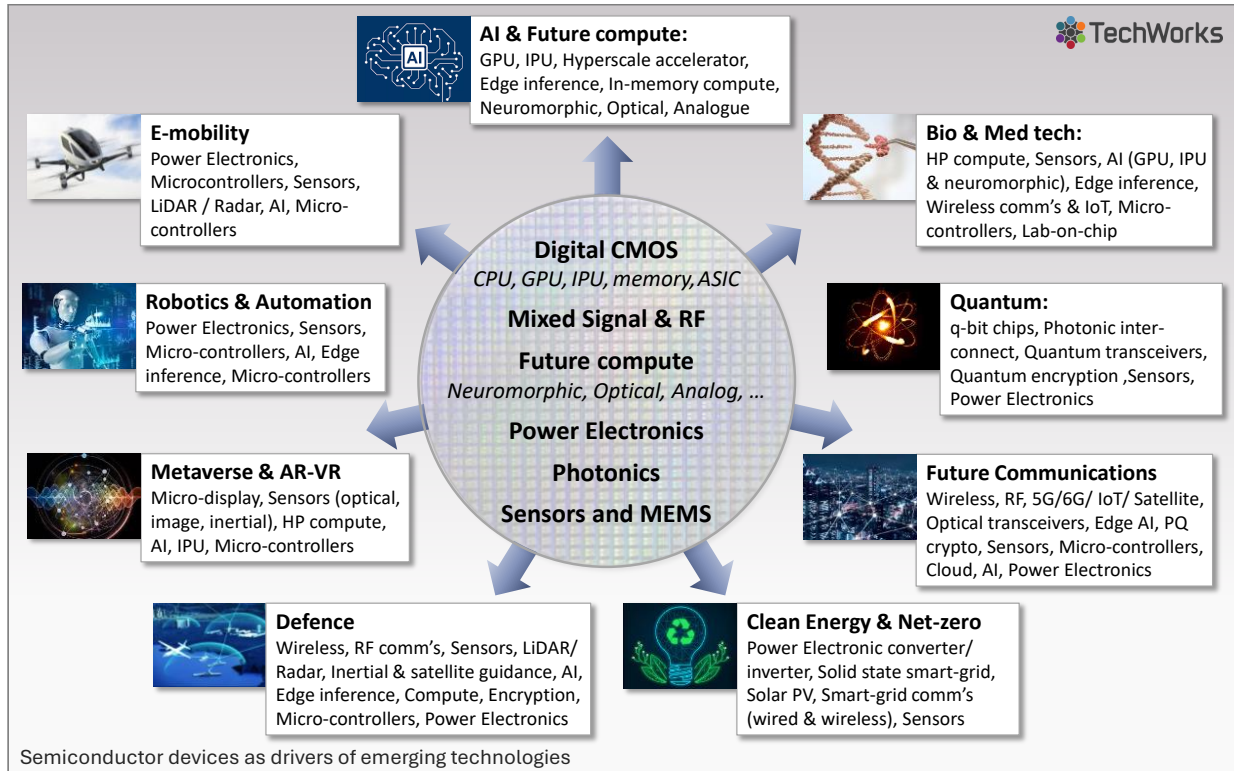 AI & Future compute:
GPU, IPU, Hyperscale accelerator,
Edge inference, In-memory compute,
Neuromorphic, Optical, Analogue
AI
TechWorks
E-mobility
Power Electronics,
Microcontrollers, Sensors,
LiDAR / Radar, AI, Micro-
controllers
Bio & Med tech:
HP compute, Sensors, AI (GPU, IPU
& neuromorphic), Edge inference,
Wireless comm's & IoT, Micro-
controllers, Lab-on-chip
Digital CMOS
CPU, GPU, IPU, memory, ASIC
Mixed Signal & RF
Future compute
Neuromorphic, Optical, Analog, ...
Power Electronics
Photonics
Sensors and MEMS
Robotics & Automation
Power Electronics, Sensors,
Micro-controllers, AI, Edge
inference, Micro-controllers
Quantum:
q-bit chips, Photonic inter-
connect, Quantum transceivers,
Quantum encryption ,Sensors,
Power Electronics
Metaverse & AR-VR
Micro-display, Sensors (optical,
image, inertial), HP compute,
AI, IPU, Micro-controllers
Future Communications
Wireless, RF, 5G/6G/ IoT/ Satellite,
Optical transceivers, Edge AI, PQ
crypto, Sensors, Micro-controllers,
Cloud, AI, Power Electronics
Defence
Wireless, RF comm's, Sensors, LiDAR/
Radar, Inertial & satellite guidance, AI,
Edge inference, Compute, Encryption,
Micro-controllers, Power Electronics
Clean Energy & Net-zero
Power Electronic converter/
inverter, Solid state smart-grid,
Solar PV, Smart-grid comm's
(wired & wireless), Sensors
Semiconductor devices as drivers of emerging technologies